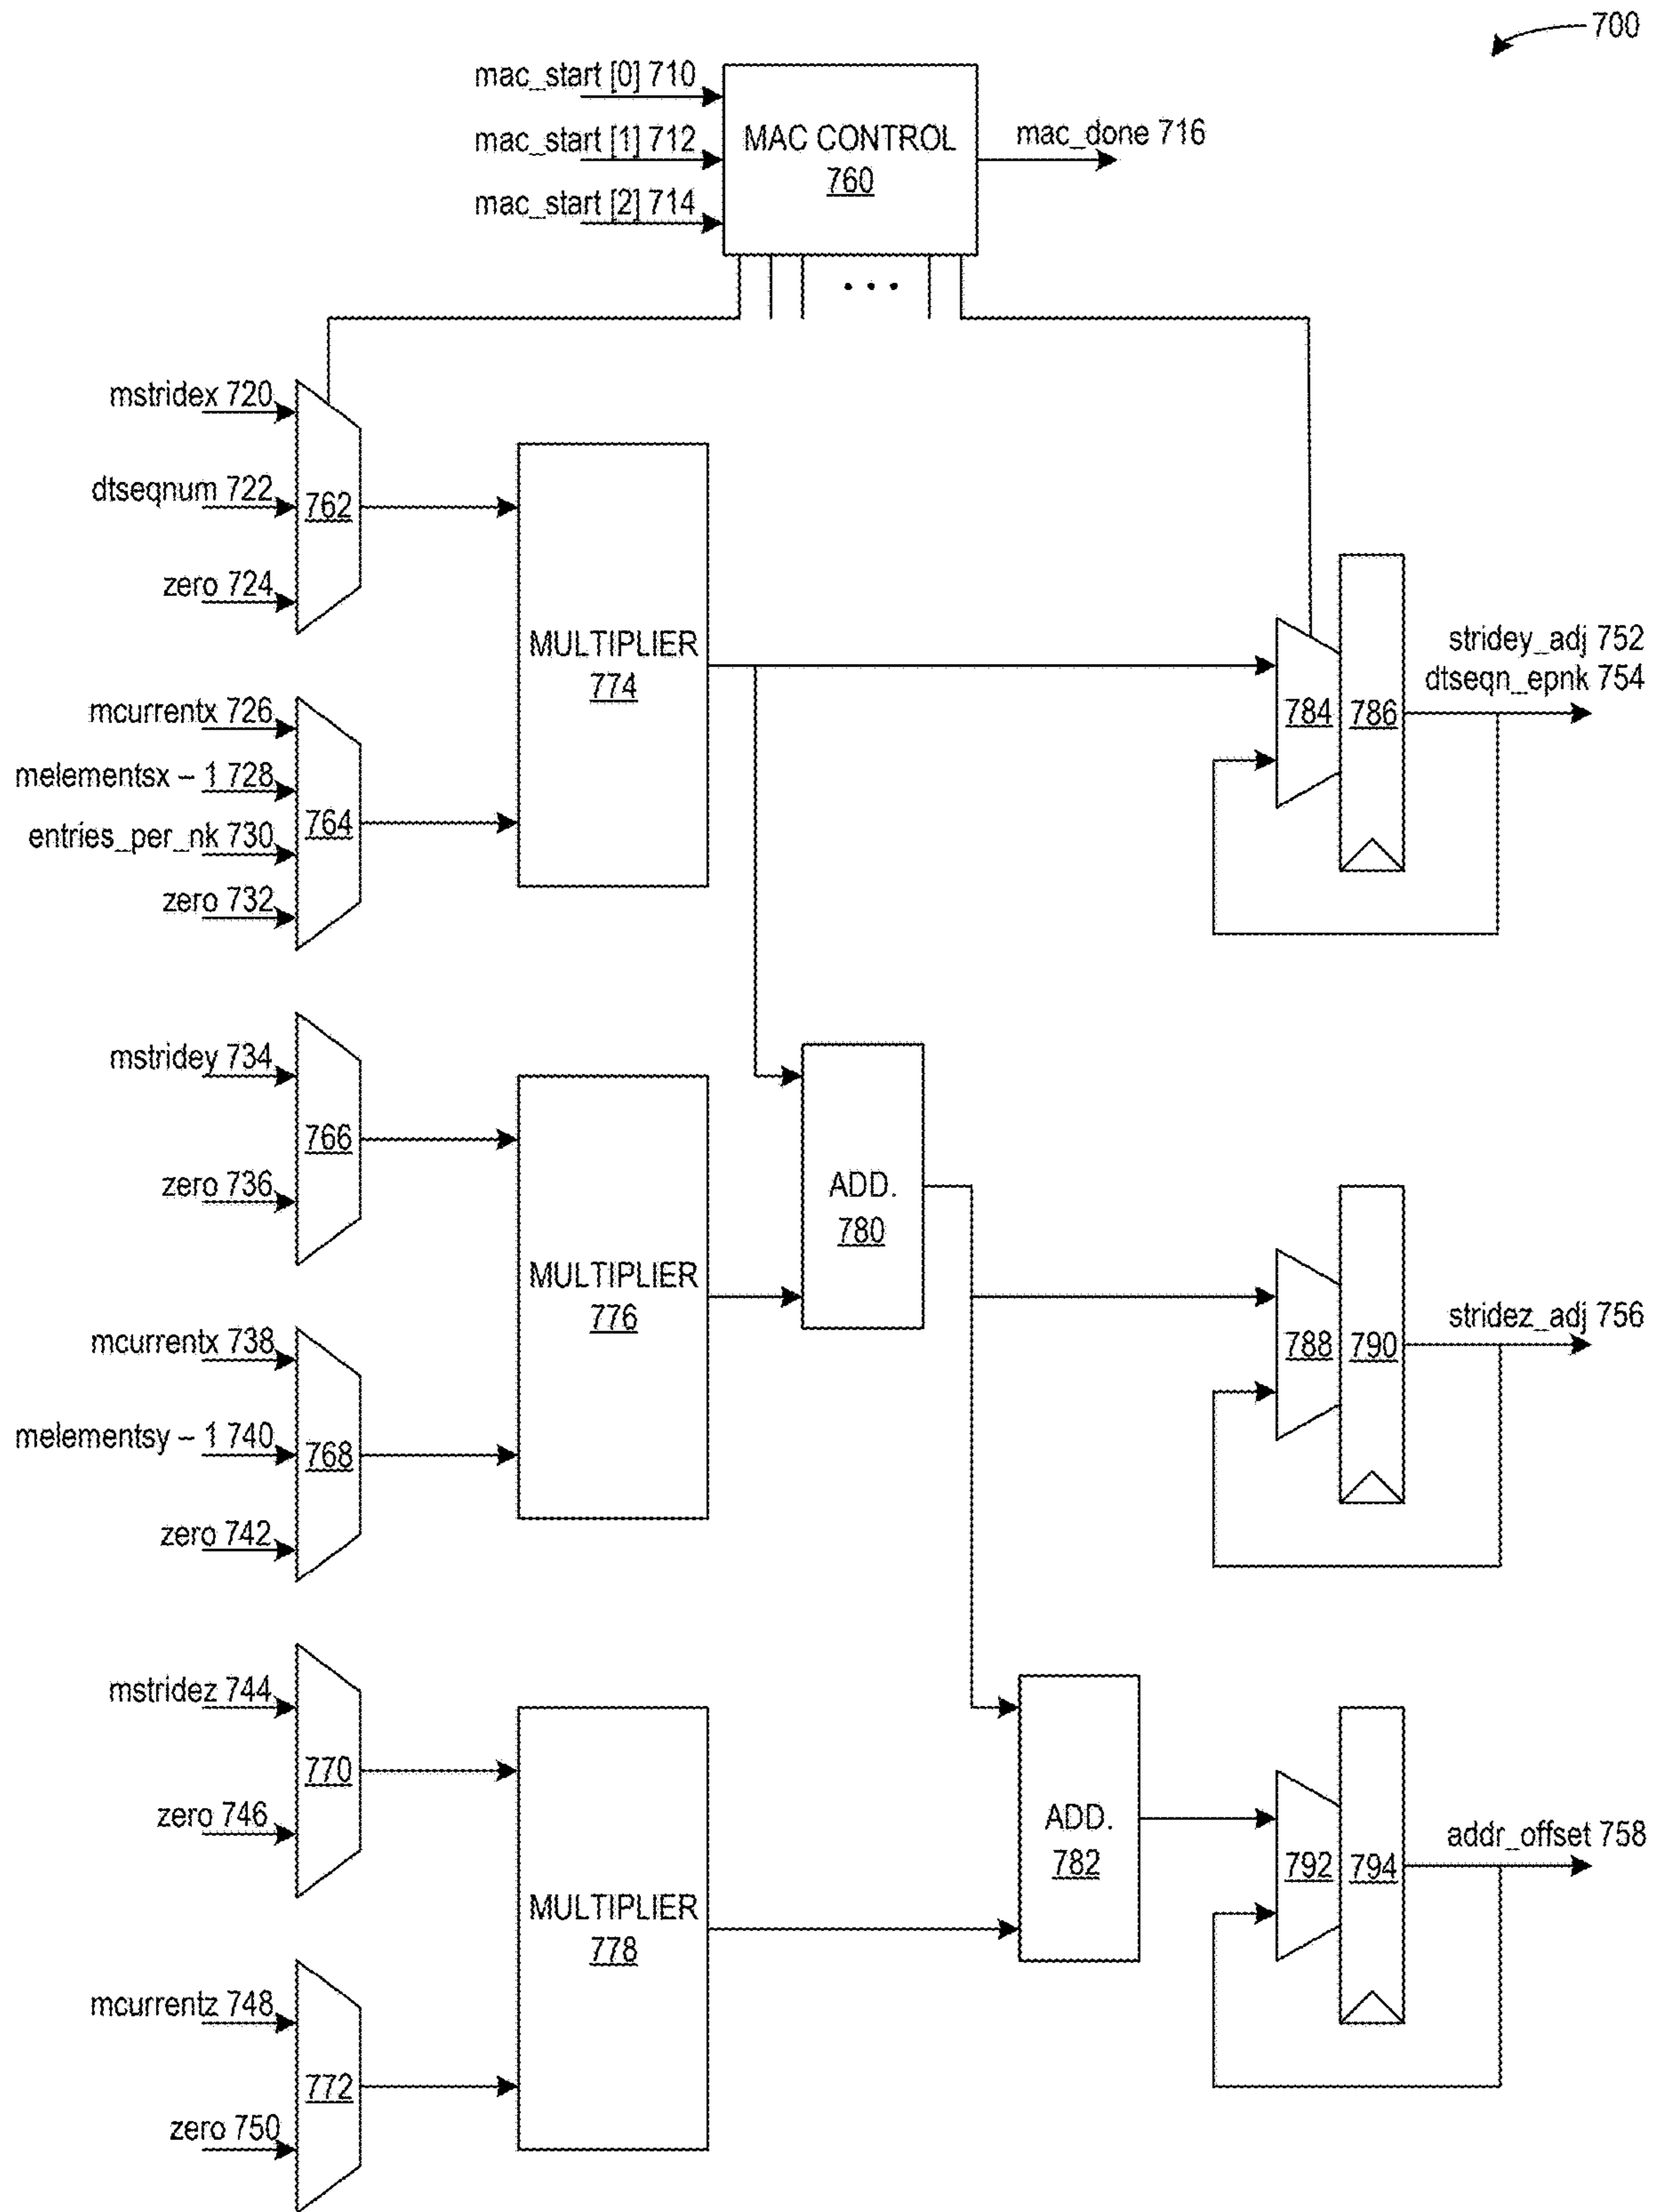 700
mac_start [0] 710
mac_start [1] 712
mac_start [2] 714
MAC CONTROL
760
mac_done 716
• • •
mstridex 720
dtseqnum 722
zero 724
762
mcurrentx 726
melementsx – 1 728
entries_per_nk 730
zero 732
764
MULTIPLIER
774
784
786
stridey_adj 752
dtseqn_epnk 754
mstridey 734
zero 736
766
mcurrentx 738
melementsy – 1 740
zero 742
768
MULTIPLIER
776
ADD.
780
788
790
stridez_adj 756
mstridez 744
zero 746
770
mcurrentz 748
zero 750
772
MULTIPLIER
778
ADD.
782
792
794
addr_offset 758